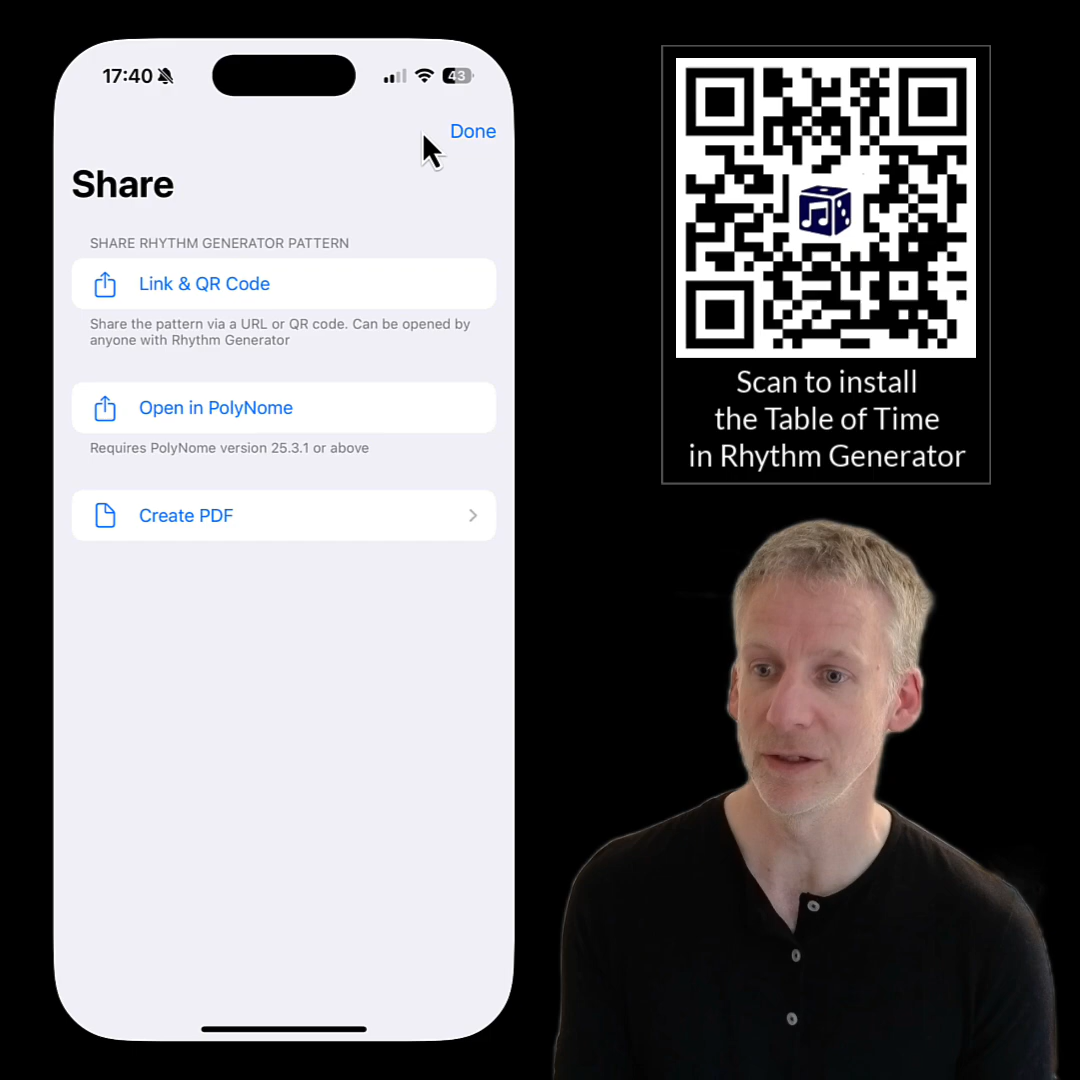 17:40
43
Done
Share
SHARE RHYTHM GENERATOR PATTERN
Link & QR Code
Share the pattern via a URL or QR code. Can be opened by
anyone with Rhythm Generator
Open in PolyNome
Requires PolyNome version 25.3.1 or above
Create PDF
Scan to install
the Table of Time
in Rhythm Generator